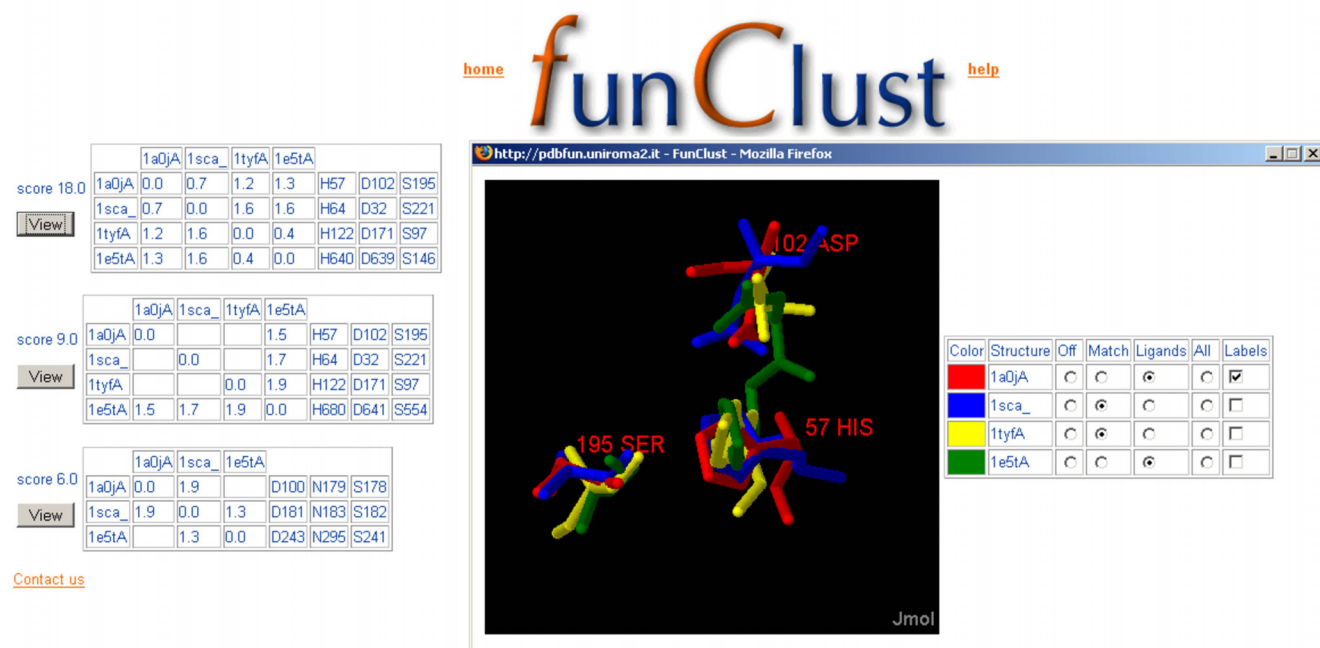 home
funClust
help
1a0jA 1sca_ 1tyfA 1e5tA
score 18.0
1a0jA 0.0 0.7 1.2 1.3 H57 D102 S195
1sca_ 0.7 0.0 1.6 1.6 H64 D32 S221
1tyfA 1.2 1.6 0.0 0.4 H122 D171 S97
1e5tA 1.3 1.6 0.4 0.0 H640 D639 S146
View
1a0jA 1sca_ 1tyfA 1e5tA
score 9.0
1a0jA 0.0 1.5 H57 D102 S195
1sca_ 0.0 1.7 H64 D32 S221
1tyfA 0.0 1.9 H122 D171 S97
1e5tA 1.5 1.7 1.9 0.0 H680 D641 S554
View
1a0jA 1sca_ 1e5tA
score 6.0
1a0jA 0.0 1.9 D100 N179 S178
1sca_ 1.9 0.0 1.3 D181 N183 S182
1e5tA 1.3 0.0 D243 N295 S241
View
Contact us
http://pdbfun.uniroma2.it - FunClust - Mozilla Firefox
102 ASP
57 HIS
195 SER
Jmol
Color Structure Off Match Ligands All Labels
1a0jA
1sca_
1tyfA
1e5tA